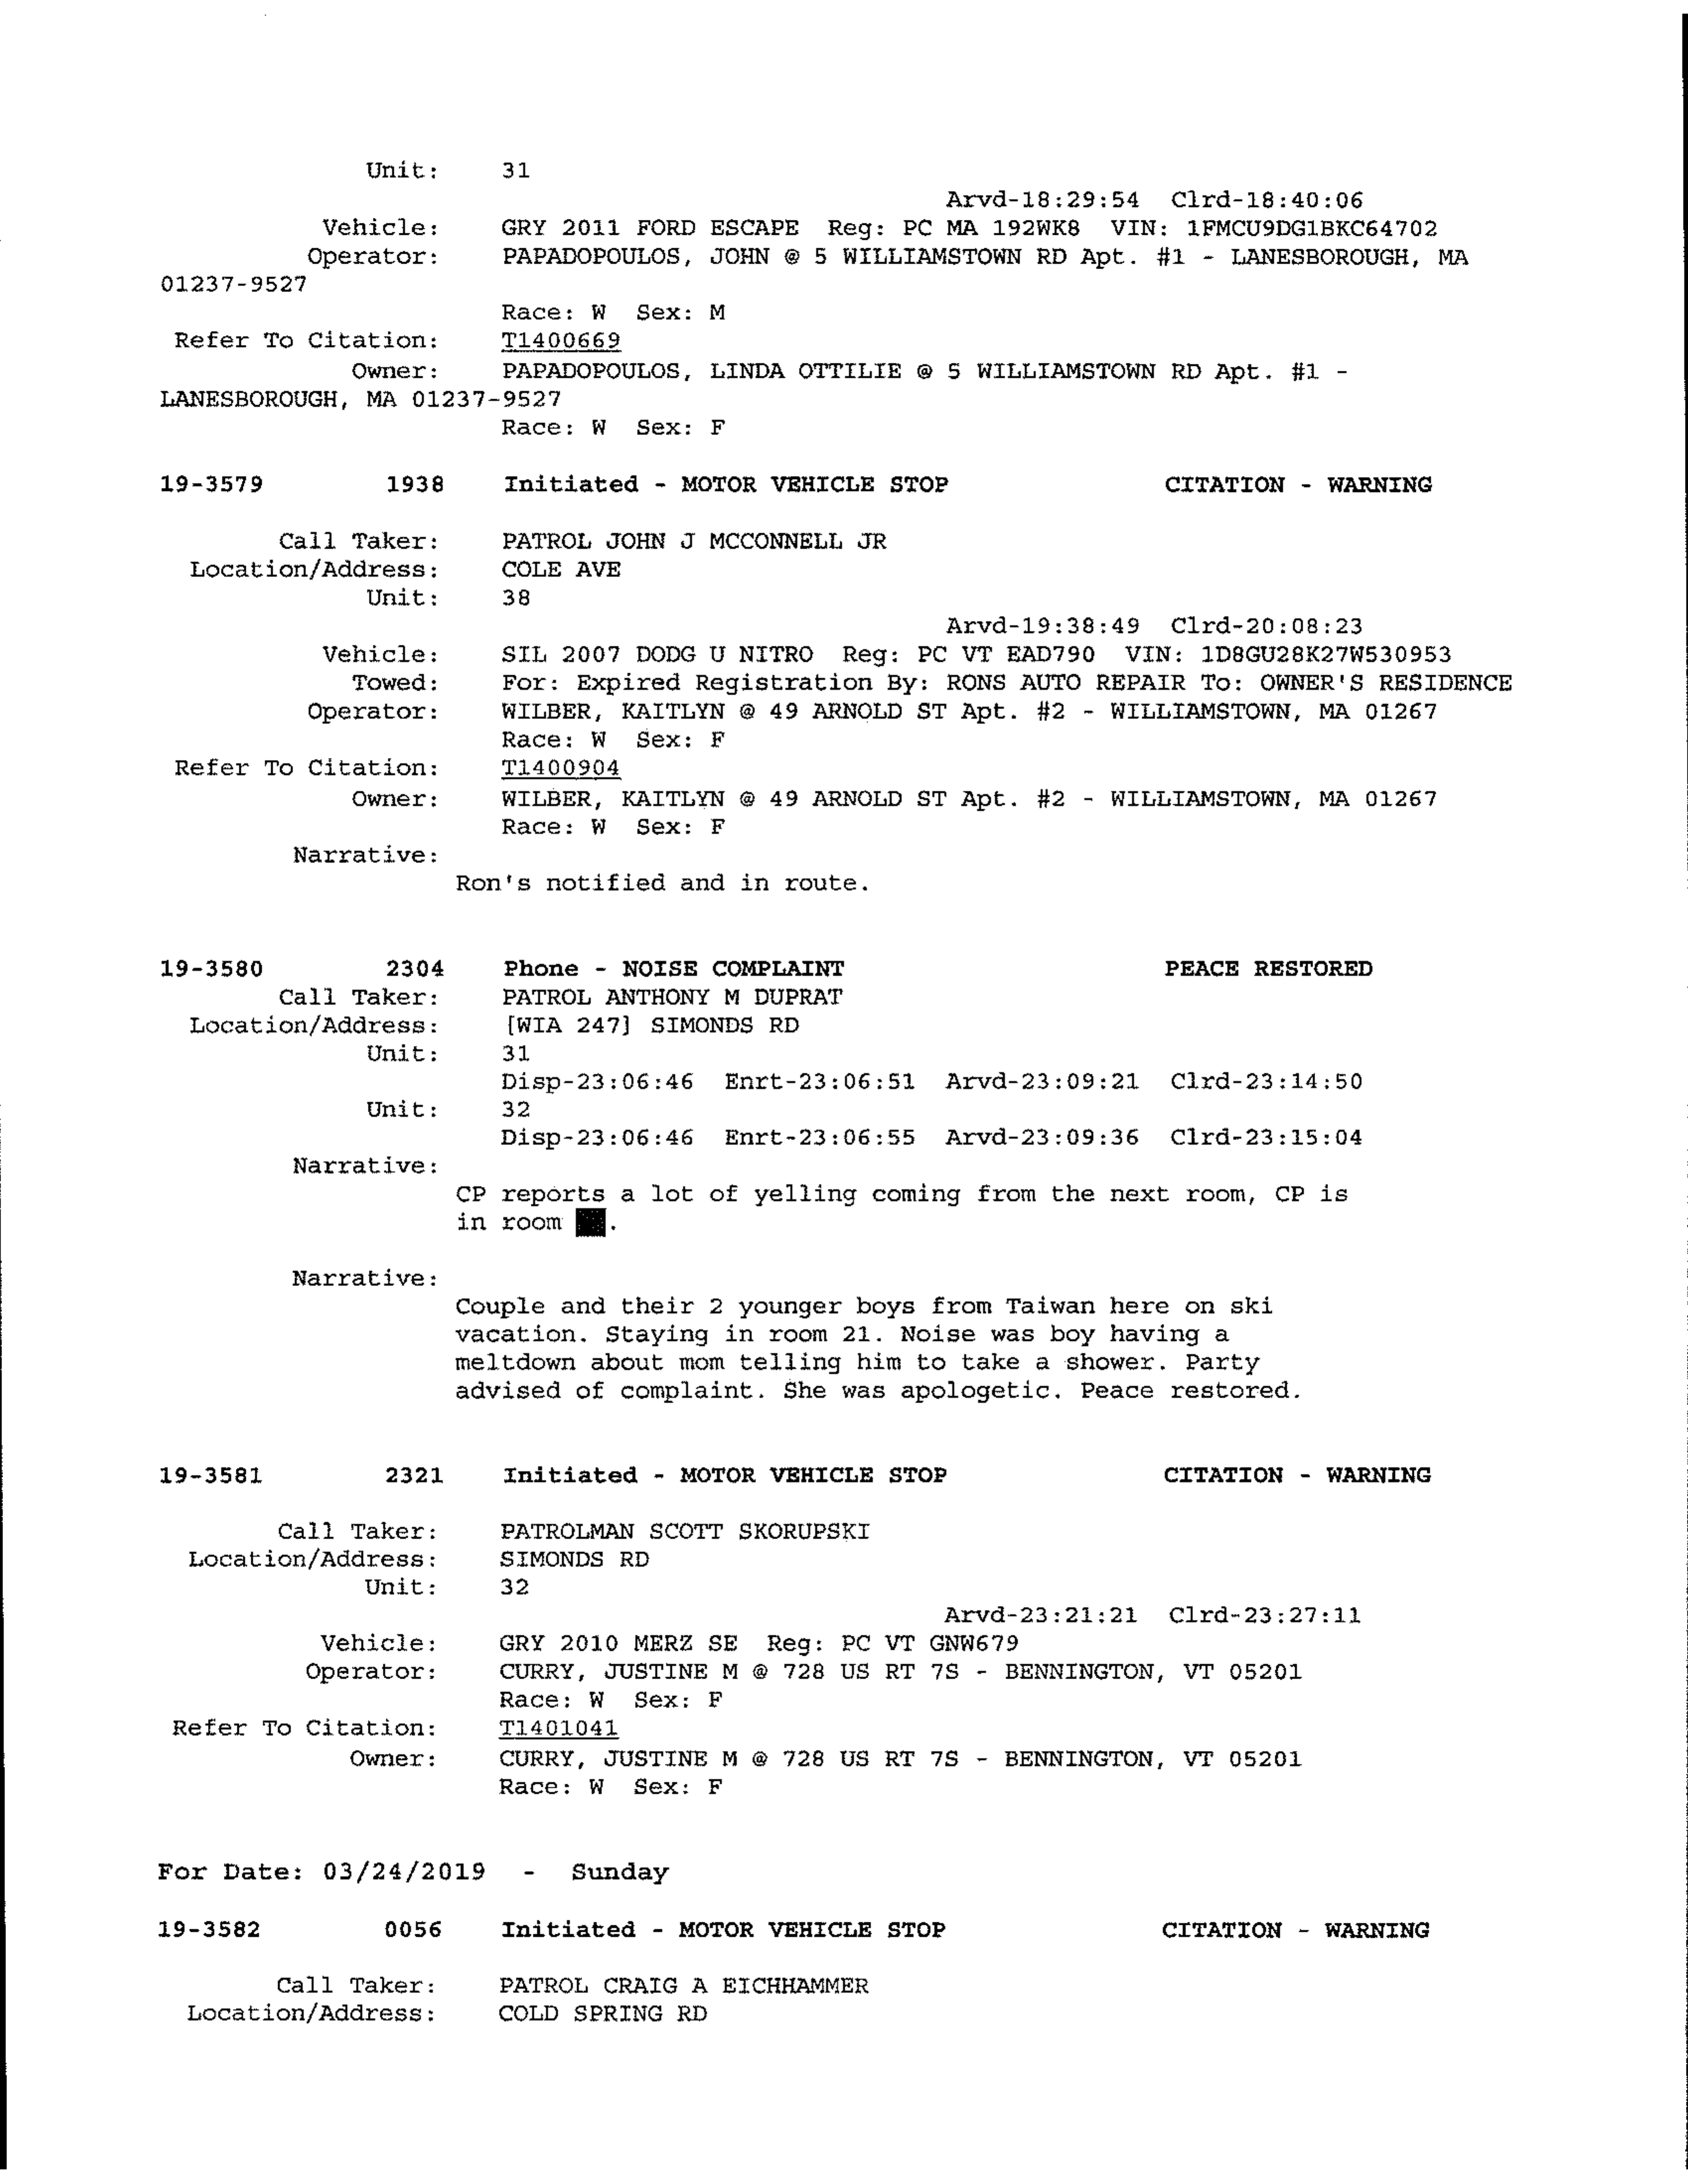 Unit: 31
Arvd-18:29:54 Clrd-18:40:06
Vehicle: GRY 2011 FORD ESCAPE Reg: PC MA 192WK8 VIN: 1FMCU9DG1BKC64702
Operator: PAPADOPOULOS, JOHN @ 5 WILLIAMSTOWN RD Apt. #1 - LANESBOROUGH, MA
01237-9527
Race: W Sex: M
Refer To Citation: T1400669
Owner: PAPADOPOULOS, LINDA OTTILIE @ 5 WILLIAMSTOWN RD Apt. #1 -
LANESBOROUGH, MA 01237-9527
Race: W Sex: F
19-3579 1938 Initiated - MOTOR VEHICLE STOP CITATION - WARNING
Call Taker: PATROL JOHN J MCCONNELL JR
Location/Address: COLE AVE
Unit: 38
Arvd-19:38:49 Clrd-20:08:23
Vehicle: SIL 2007 DODG U NITRO Reg: PC VT EAD790 VIN: 1D8GU28K27W530953
Towed: For: Expired Registration By: RONS AUTO REPAIR To: OWNER'S RESIDENCE
Operator: WILBER, KAITLYN @ 49 ARNOLD ST Apt. #2 - WILLIAMSTOWN, MA 01267
Race: W Sex: F
Refer To Citation: T1400904
Owner: WILBER, KAITLYN @ 49 ARNOLD ST Apt. #2 - WILLIAMSTOWN, MA 01267
Race: W Sex: F
Narrative:
Ron's notified and in route.
19-3580 2304 Phone - NOISE COMPLAINT PEACE RESTORED
Call Taker: PATROL ANTHONY M DUPRAT
Location/Address: [WIA 247] SIMONDS RD
Unit: 31
Disp-23:06:46 Enrt-23:06:51 Arvd-23:09:21 Clrd-23:14:50
Unit: 32
Disp-23:06:46 Enrt-23:06:55 Arvd-23:09:36 Clrd-23:15:04
Narrative:
CP reports a lot of yelling coming from the next room, CP is
in room .
Narrative:
Couple and their 2 younger boys from Taiwan here on ski
vacation. Staying in room 21. Noise was boy having a
meltdown about mom telling him to take a shower. Party
advised of complaint. She was apologetic. Peace restored.
19-3581 2321 Initiated - MOTOR VEHICLE STOP CITATION - WARNING
Call Taker: PATROLMAN SCOTT SKORUPSKI
Location/Address: SIMONDS RD
Unit: 32
Arvd-23:21:21 Clrd-23:27:11
Vehicle: GRY 2010 MERZ SE Reg: PC VT GNW679
Operator: CURRY, JUSTINE M @ 728 US RT 7S - BENNINGTON, VT 05201
Race: W Sex: F
Refer To Citation: T1401041
Owner: CURRY, JUSTINE M @ 728 US RT 7S - BENNINGTON, VT 05201
Race: W Sex: F
For Date: 03/24/2019 - Sunday
19-3582 0056 Initiated - MOTOR VEHICLE STOP CITATION - WARNING
Call Taker: PATROL CRAIG A EICHHAMMER
Location/Address: COLD SPRING RD